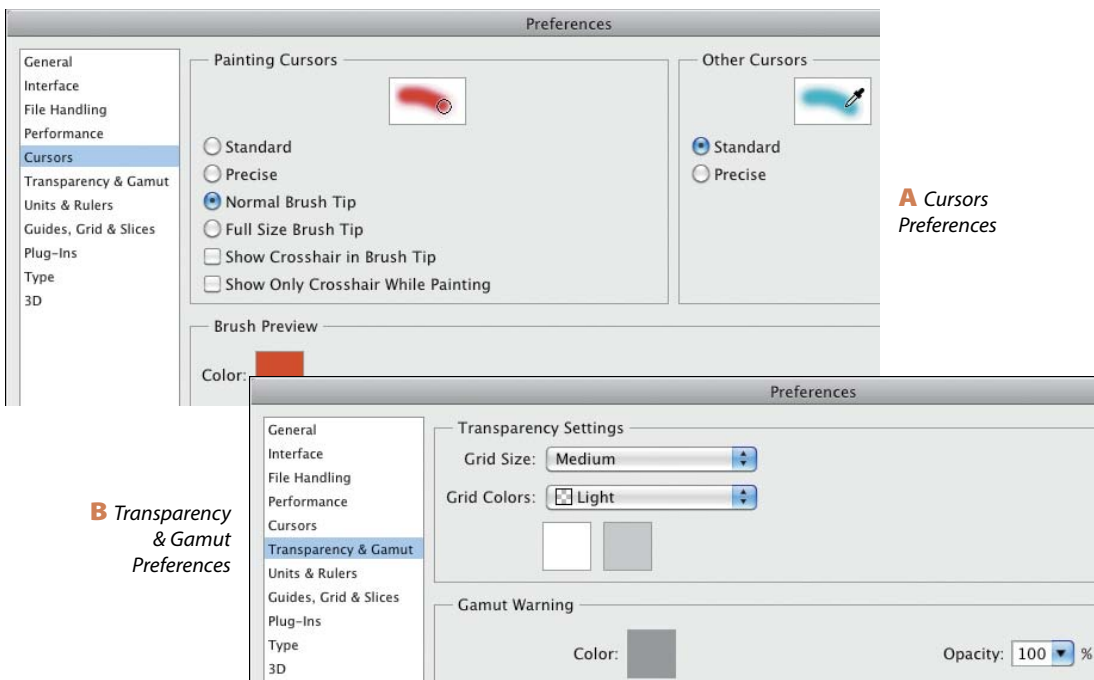 Preferences
General
Interface
File Handling
Performance
Cursors
Transparency & Gamut
Units & Rulers
Guides, Grid & Slices
Plug-Ins
Type
3D
Painting Cursors
Standard
Precise
Normal Brush Tip
Full Size Brush Tip
Show Crosshair in Brush Tip
Show Only Crosshair While Painting
Other Cursors
Standard
Precise
Brush Preview
Color:
A Cursors
Preferences
B Transparency
& Gamut
Preferences
Preferences
General
Interface
File Handling
Performance
Cursors
Transparency & Gamut
Units & Rulers
Guides, Grid & Slices
Plug-Ins
Type
3D
Transparency Settings
Grid Size: Medium
Grid Colors: Light
Gamut Warning
Color: Opacity: 100 %